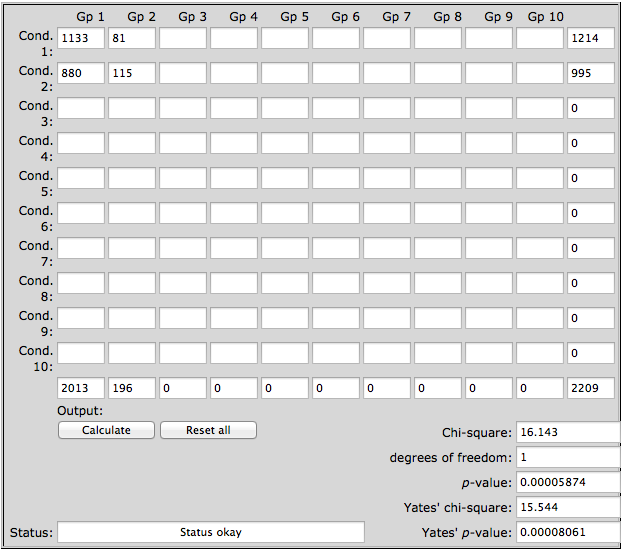 Gp 1 Gp 2 Gp 3 Gp 4 Gp 5 Gp 6 Gp 7 Gp 8 Gp 9 Gp 10
Cond. 1: 1133 81 1214
Cond. 2: 880 115 995
Cond. 3: 0
Cond. 4: 0
Cond. 5: 0
Cond. 6: 0
Cond. 7: 0
Cond. 8: 0
Cond. 9: 0
Cond. 10: 0
2013 196 0 0 0 0 0 0 0 0 2209
Output:
Calculate Reset all
Chi-square: 16.143
degrees of freedom: 1
p-value: 0.00005874
Yates' chi-square: 15.544
Status: Status okay Yates' p-value: 0.00008061